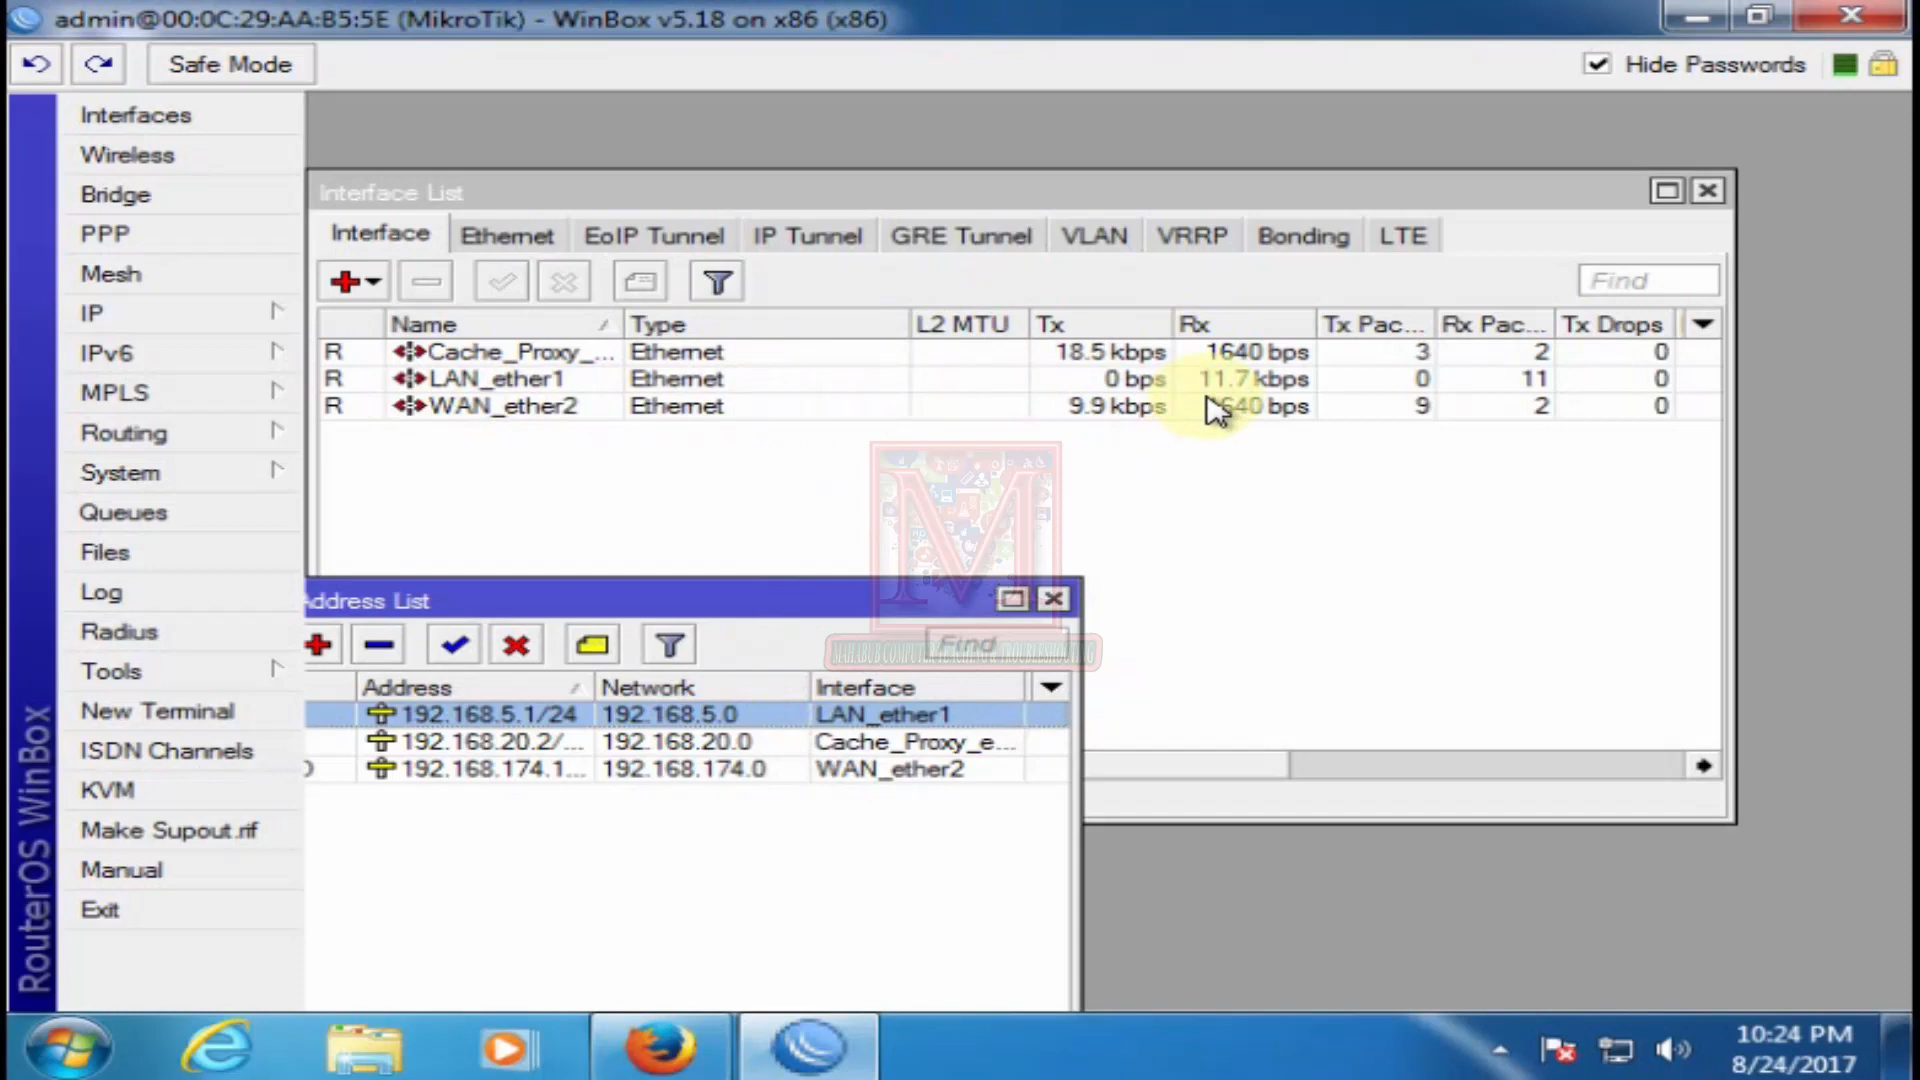 admin@00:0C:29:AA:B5:5E (MikroTik) - WinBox v5.18 on x86 (x86)
Safe Mode
Hide Passwords
Interfaces
Wireless
Bridge
PPP
Mesh
IP
IPv6
MPLS
Routing
System
Queues
Files
Log
Radius
Tools
New Terminal
ISDN Channels
KVM
Make Supout.rif
Manual
Exit
RouterOS WinBox
Interface List
Interface Ethernet EoIP Tunnel IP Tunnel GRE Tunnel VLAN VRRP Bonding LTE
Find
Name Type L2 MTU Tx Rx Tx Pac... Rx Pac... Tx Drops
R Cache_Proxy_... Ethernet 18.5 kbps 1640 bps 3 2 0
R LAN_ether1 Ethernet 0 bps 11.7 kbps 0 11 0
R WAN_ether2 Ethernet 9.9 kbps bps 9 2 0
M
Address List
Find
Address Network Interface
192.168.5.1/24 192.168.5.0 LAN_ether1
192.168.20.2/... 192.168.20.0 Cache_Proxy_e...
192.168.174.1... 192.168.174.0 WAN_ether2
10:24 PM
8/24/2017